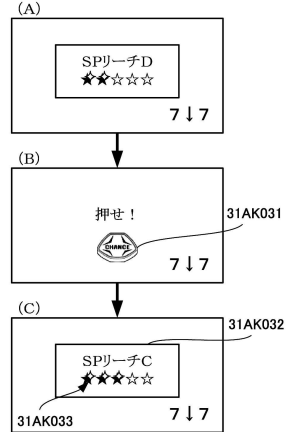 (A)
SPリーチD
★★☆☆☆
7↓7
(B)
押せ！
31AK031
CHANCE
7↓7
(C)
31AK032
SPリーチC
★★★☆☆
31AK033
7↓7